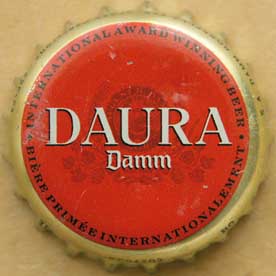 • INTERNATIONAL AWARD WINNING BEER •
DAURA
Damm
BIÈRE PRIMÉE INTERNATIONALEMENT